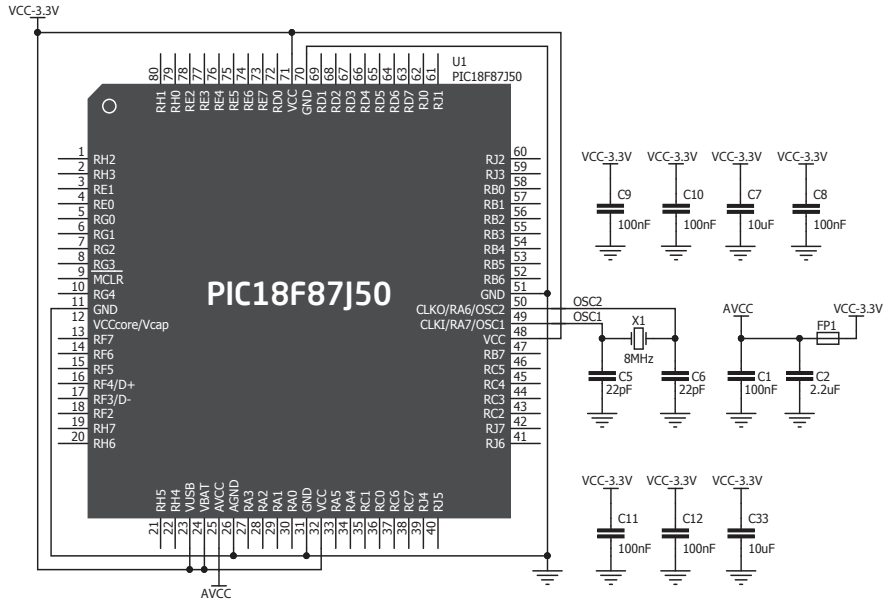 VCC-3.3V
U1
PIC18F87J50
80 79 78 77 76 75 74 73 72 71 70 69 68 67 66 65 64 63 62 61
RH1 RH0 RE2 RE3 RE4 RE5 RE6 RE7 RD0 VCC GND RD1 RD2 RD3 RD4 RD5 RD6 RD7 RJ0 RJ1
1 RH2
2 RH3
3 RE1
4 RE0
5 RG0
6 RG1
7 RG2
8 RG3
9 MCLR
10 RG4
11 GND
12 VCCcore/Vcap
13 RF7
14 RF6
15 RF5
16 RF4/D+
17 RF3/D-
18 RF2
19 RH7
20 RH6
PIC18F87J50
RJ2 60
RJ3 59
RB0 58
RB1 57
RB2 56
RB3 55
RB4 54
RB5 53
RB6 52
GND 51
CLKO/RA6/OSC2 50
CLKI/RA7/OSC1 49
VCC 48
RB7 47
RC6 46
RC4 45
RC3 44
RC2 43
RJ7 42
RJ6 41
RH5 RH4 VUSB VBAT AVCC AGND RA3 RA2 RA1 RA0 GND VCC RA5 RA4 RC1 RC0 RC6 RC7 RJ4 RJ5
21 22 23 24 25 26 27 28 29 30 31 32 33 34 35 36 37 38 39 40
AVCC
OSC2
OSC1
X1
8MHz
C5
22pF
C6
22pF
VCC-3.3V VCC-3.3V VCC-3.3V VCC-3.3V
C9 C10 C7 C8
100nF 100nF 10uF 100nF
AVCC FP1 VCC-3.3V
C1 C2
100nF 2.2uF
VCC-3.3V VCC-3.3V VCC-3.3V
C11 C12 C33
100nF 100nF 10uF